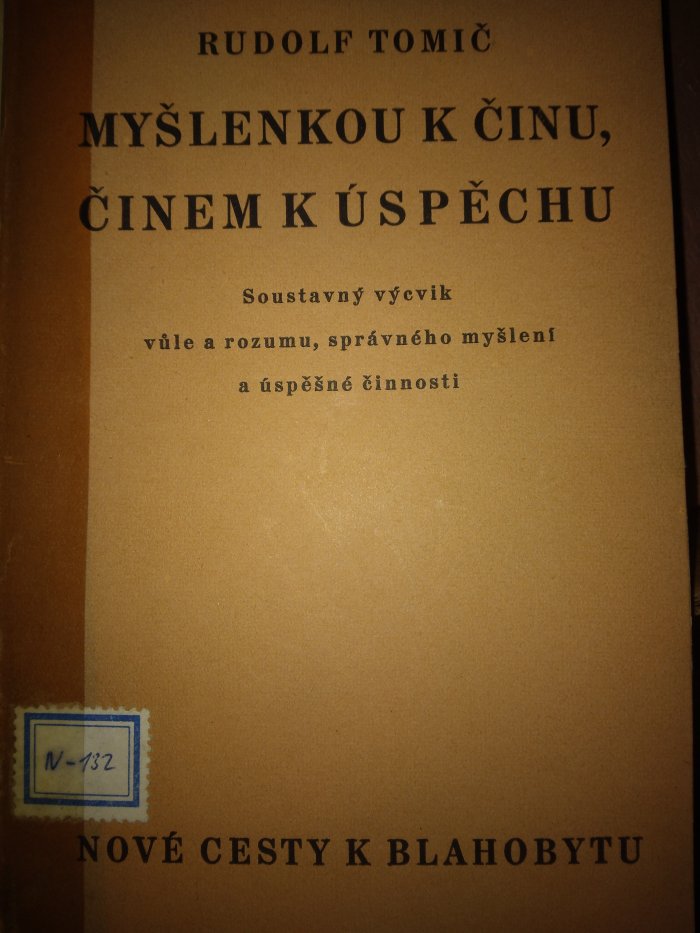 RUDOLF TOMIČ
MYŠLENKOU K ČINU,
ČINEM K ÚSPĚCHU
Soustavný výcvik
vůle a rozumu, správného myšlení
a úspěšné činnosti
N-132
NOVÉ CESTY K BLAHOBYTU